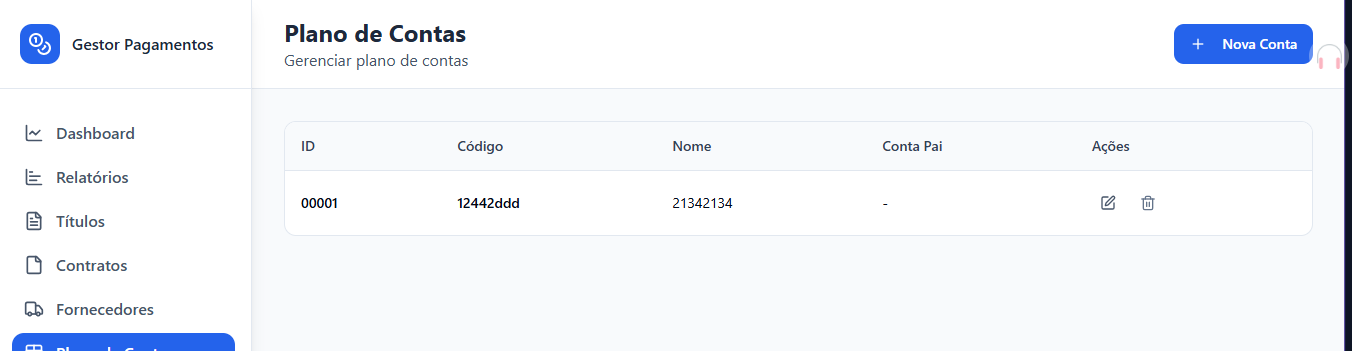 Gestor Pagamentos
Plano de Contas
Gerenciar plano de contas
Nova Conta
Dashboard
Relatórios
Títulos
Contratos
Fornecedores
ID Código Nome Conta Pai Ações
00001 12442ddd 21342134 -